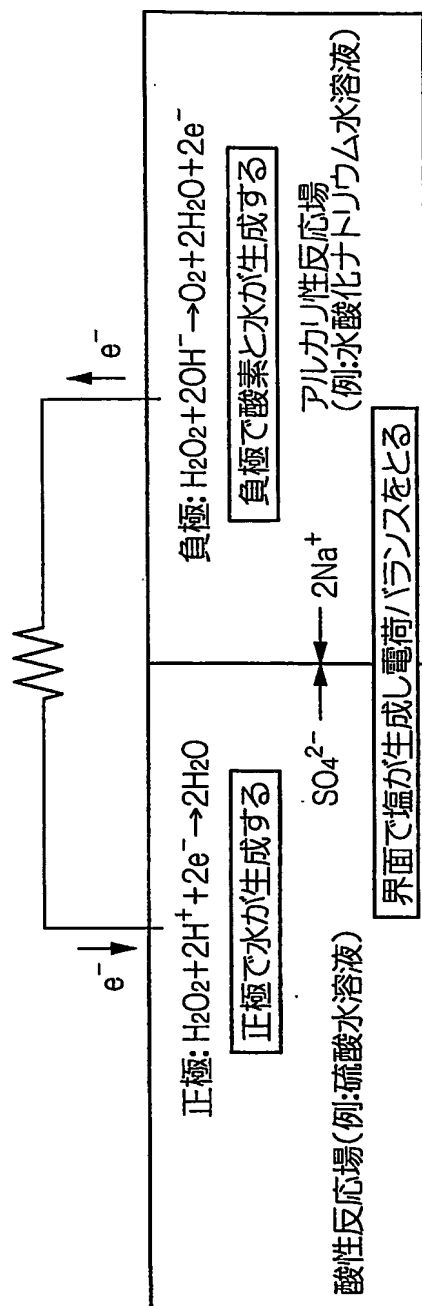 e⁻
e⁻
正極: H₂O₂+2H⁺+2e⁻→2H₂O
正極で水が生成する
負極: H₂O₂+2OH⁻→O₂+2H₂O+2e⁻
負極で酸素と水が生成する
SO₄²⁻
2Na⁺
酸性反応場(例:硫酸水溶液)
アルカリ性反応場
(例:水酸化ナトリウム水溶液)
界面で塩が生成し電荷バランスをとる